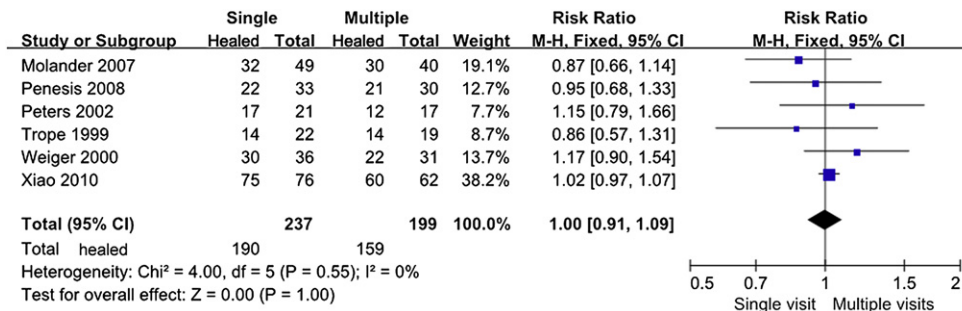 Single Multiple Risk Ratio Risk Ratio
Study or Subgroup Healed Total Healed Total Weight M-H, Fixed, 95% CI M-H, Fixed, 95% CI
Molander 2007 32 49 30 40 19.1% 0.87 [0.66, 1.14]
Penesis 2008 22 33 21 30 12.7% 0.95 [0.68, 1.33]
Peters 2002 17 21 12 17 7.7% 1.15 [0.79, 1.66]
Trope 1999 14 22 14 19 8.7% 0.86 [0.57, 1.31]
Weiger 2000 30 36 22 31 13.7% 1.17 [0.90, 1.54]
Xiao 2010 75 76 60 62 38.2% 1.02 [0.97, 1.07]
Total (95% CI) 237 199 100.0% 1.00 [0.91, 1.09]
Total healed 190 159
Heterogeneity: Chi² = 4.00, df = 5 (P = 0.55); I² = 0%
Test for overall effect: Z = 0.00 (P = 1.00)
0.5 0.7 1 1.5 2
Single visit Multiple visits